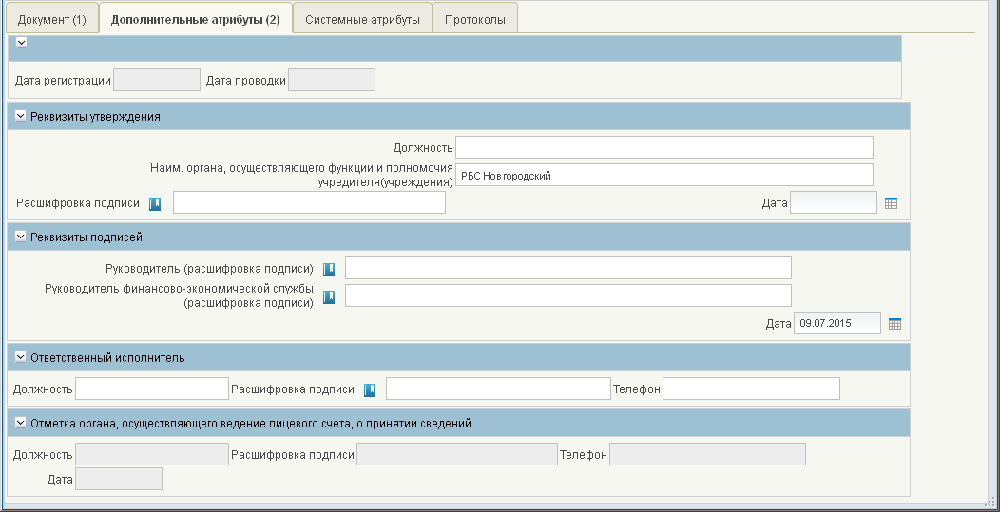 Документ (1) Дополнительные атрибуты (2) Системные атрибуты Протоколы
Дата регистрации Дата проводки
Реквизиты утверждения
Должность
Наим. органа, осуществляющего функции и полномочия
учредителя(учреждения) РБС Новгородский
Расшифровка подписи Дата
Реквизиты подписей
Руководитель (расшифровка подписи)
Руководитель финансово-экономической службы
(расшифровка подписи)
Дата 09.07.2015
Ответственный исполнитель
Должность Расшифровка подписи Телефон
Отметка органа, осуществляющего ведение лицевого счета, о принятии сведений
Должность Расшифровка подписи Телефон
Дата